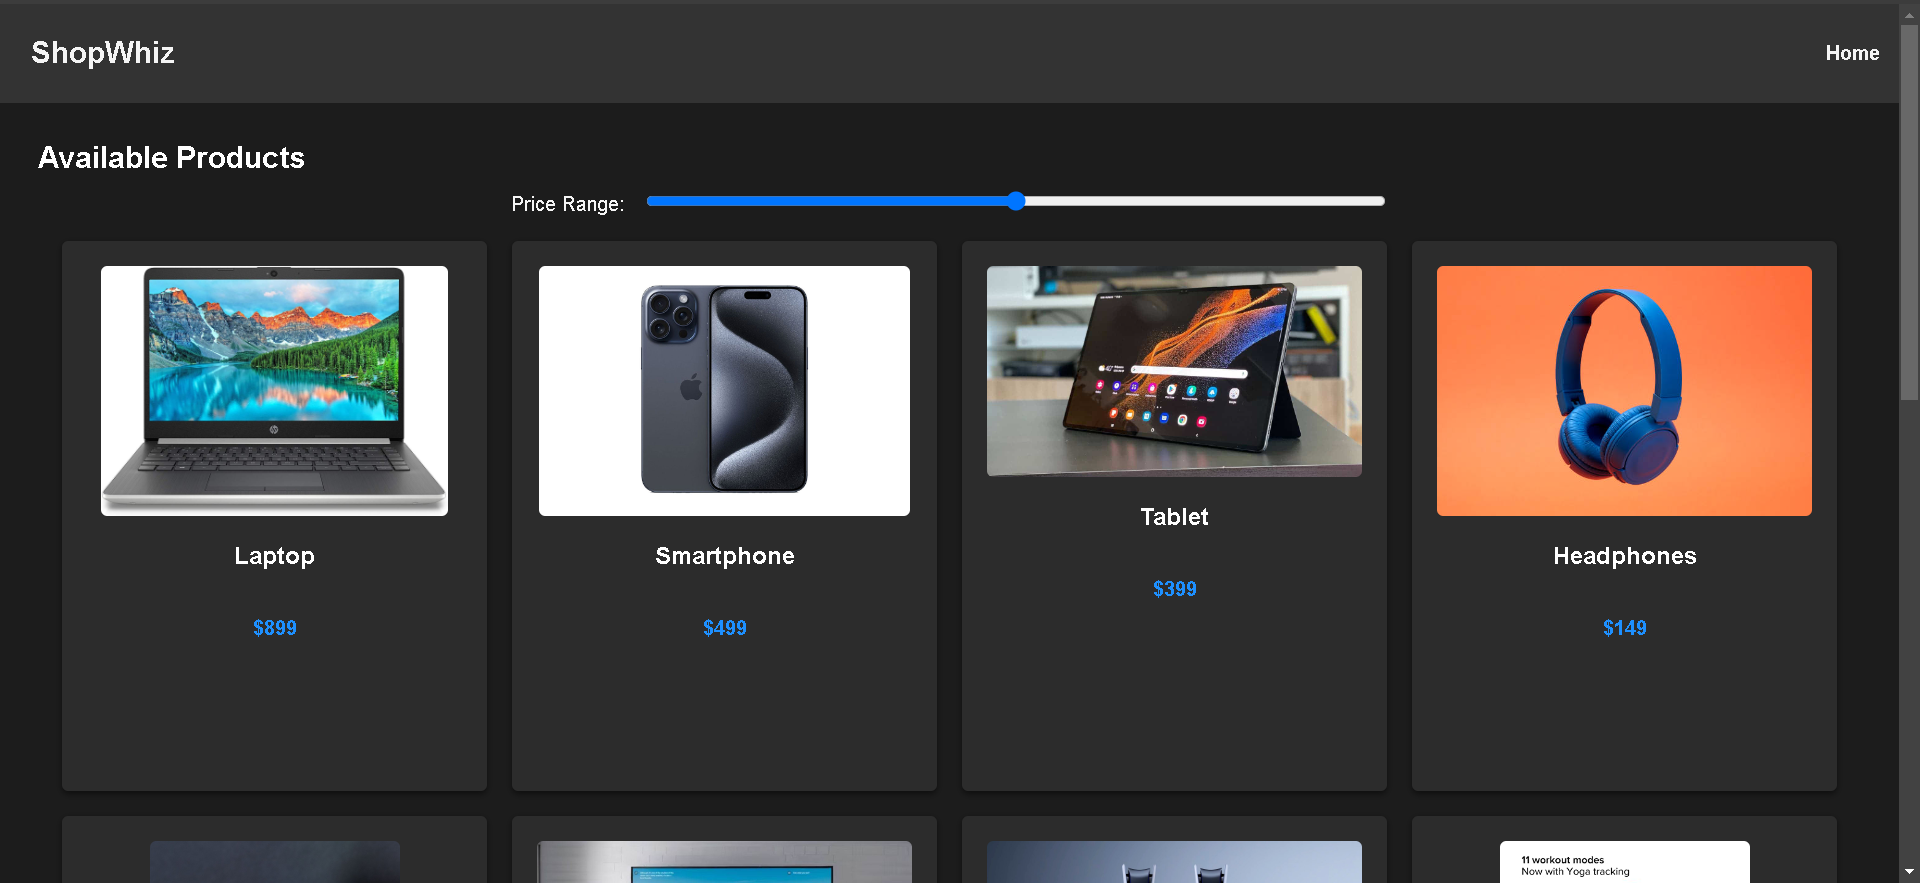 ShopWhiz
Home
Available Products
Price Range:
Laptop
$899
Smartphone
$499
Tablet
$399
Headphones
$149
11 workout modes
Now with Yoga tracking